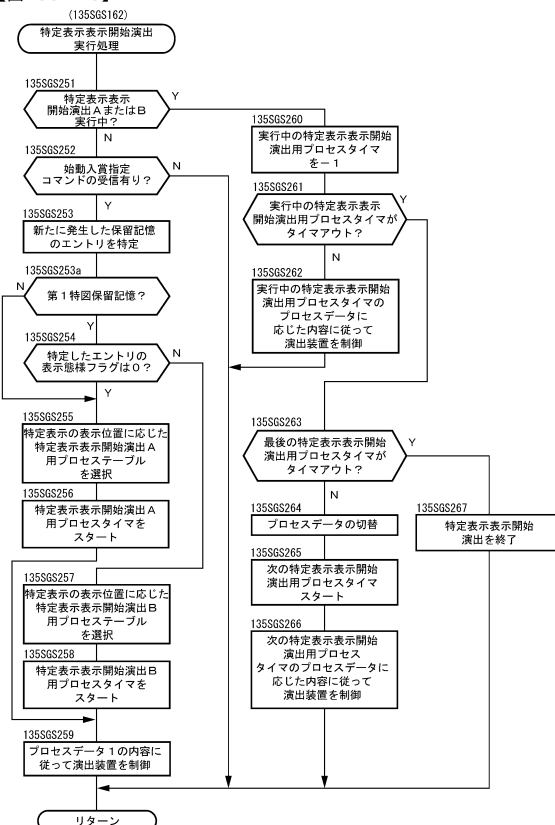 (135SGS162)
特定表示表示開始演出
実行処理
135SGS251
特定表示表示
開始演出AまたはB
実行中?
Y
N
135SGS252
始動入賞指定
コマンドの受信有り?
N
Y
135SGS253
新たに発生した保留記憶
のエントリを特定
135SGS253a
第1特図保留記憶?
N
Y
135SGS254
特定したエントリの
表示態様フラグは0?
N
Y
135SGS255
特定表示の表示位置に応じた
特定表示表示開始演出A
用プロセステーブル
を選択
135SGS256
特定表示表示開始演出A
用プロセスタイマを
スタート
135SGS257
特定表示の表示位置に応じた
特定表示表示開始演出B
用プロセステーブル
を選択
135SGS258
特定表示表示開始演出B
用プロセスタイマを
スタート
135SGS259
プロセスデータ1の内容に
従って演出装置を制御
リターン
135SGS260
実行中の特定表示表示開始
演出用プロセスタイマ
を-1
135SGS261
実行中の特定表示表示
開始演出用プロセスタイマが
タイマアウト?
Y
N
135SGS262
実行中の特定表示表示開始
演出用プロセスタイマの
プロセスデータに
応じた内容に従って
演出装置を制御
135SGS263
最後の特定表示表示開始
演出用プロセスタイマが
タイマアウト?
Y
N
135SGS264
プロセスデータの切替
135SGS265
次の特定表示表示開始
演出用プロセスタイマ
スタート
135SGS266
次の特定表示表示開始
演出用プロセス
タイマのプロセスデータに
応じた内容に従って
演出装置を制御
135SGS267
特定表示表示開始
演出を終了